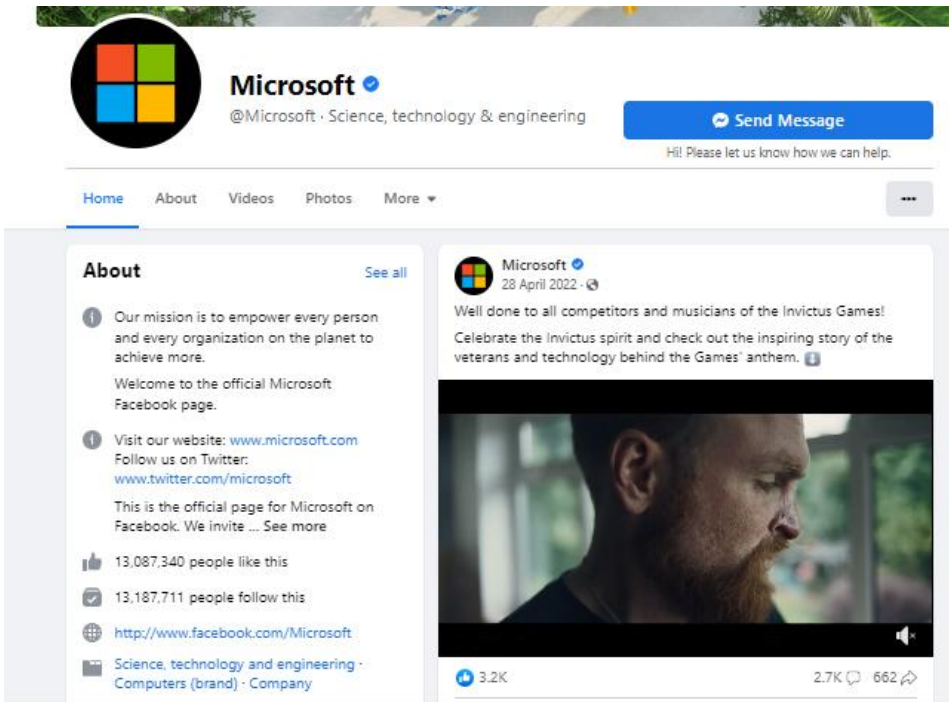 Microsoft
@Microsoft · Science, technology & engineering
Send Message
Hi! Please let us know how we can help.
Home About Videos Photos More
About
See all
Our mission is to empower every person
and every organization on the planet to
achieve more.
Welcome to the official Microsoft
Facebook page.
Visit our website: www.microsoft.com
Follow us on Twitter:
www.twitter.com/microsoft
This is the official page for Microsoft on
Facebook. We invite ... See more
13,087,340 people like this
13,187,711 people follow this
http://www.facebook.com/Microsoft
Science, technology and engineering ·
Computers (brand) · Company
Microsoft
28 April 2022 ·
Well done to all competitors and musicians of the Invictus Games!
Celebrate the Invictus spirit and check out the inspiring story of the
veterans and technology behind the Games' anthem.
3.2K
2.7K 662